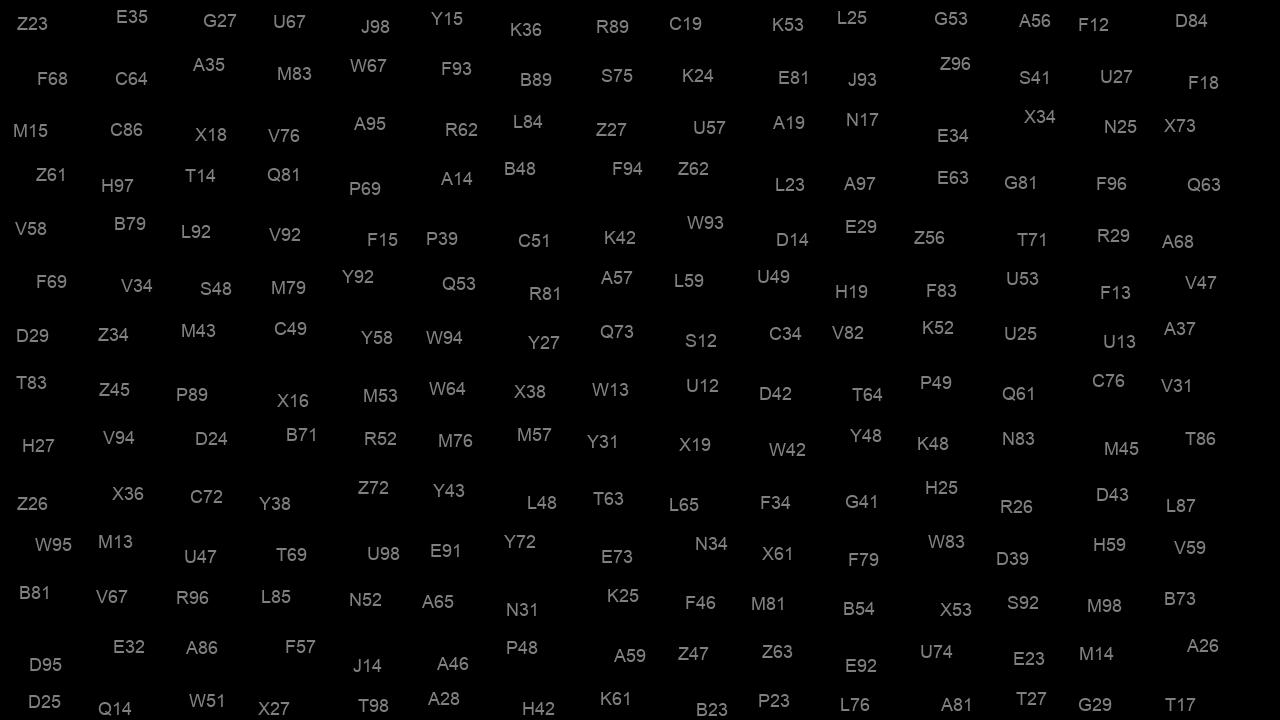 Z23 E35 G27 U67 J98 Y15 K36 R89 C19 K53 L25 G53 A56 F12 D84
F68 C64 A35 M83 W67 F93 B89 S75 K24 E81 J93 Z96 S41 U27 F18
M15 C86 X18 V76 A95 R62 L84 Z27 U57 A19 N17 E34 X34 N25 X73
Z61 H97 T14 Q81 P69 A14 B48 F94 Z62 L23 A97 E63 G81 F96 Q63
V58 B79 L92 V92 F15 P39 C51 K42 W93 D14 E29 Z56 T71 R29 A68
F69 V34 S48 M79 Y92 Q53 R81 A57 L59 U49 H19 F83 U53 F13 V47
D29 Z34 M43 C49 Y58 W94 Y27 Q73 S12 C34 V82 K52 U25 U13 A37
T83 Z45 P89 X16 M53 W64 X38 W13 U12 D42 T64 P49 Q61 C76 V31
H27 V94 D24 B71 R52 M76 M57 Y31 X19 W42 Y48 K48 N83 M45 T86
Z26 X36 C72 Y38 Z72 Y43 L48 T63 L65 F34 G41 H25 R26 D43 L87
W95 M13 U47 T69 U98 E91 Y72 E73 N34 X61 F79 W83 D39 H59 V59
B81 V67 R96 L85 N52 A65 N31 K25 F46 M81 B54 X53 S92 M98 B73
D95 E32 A86 F57 J14 A46 P48 A59 Z47 Z63 E92 U74 E23 M14 A26
D25 Q14 W51 X27 T98 A28 H42 K61 B23 P23 L76 A81 T27 G29 T17